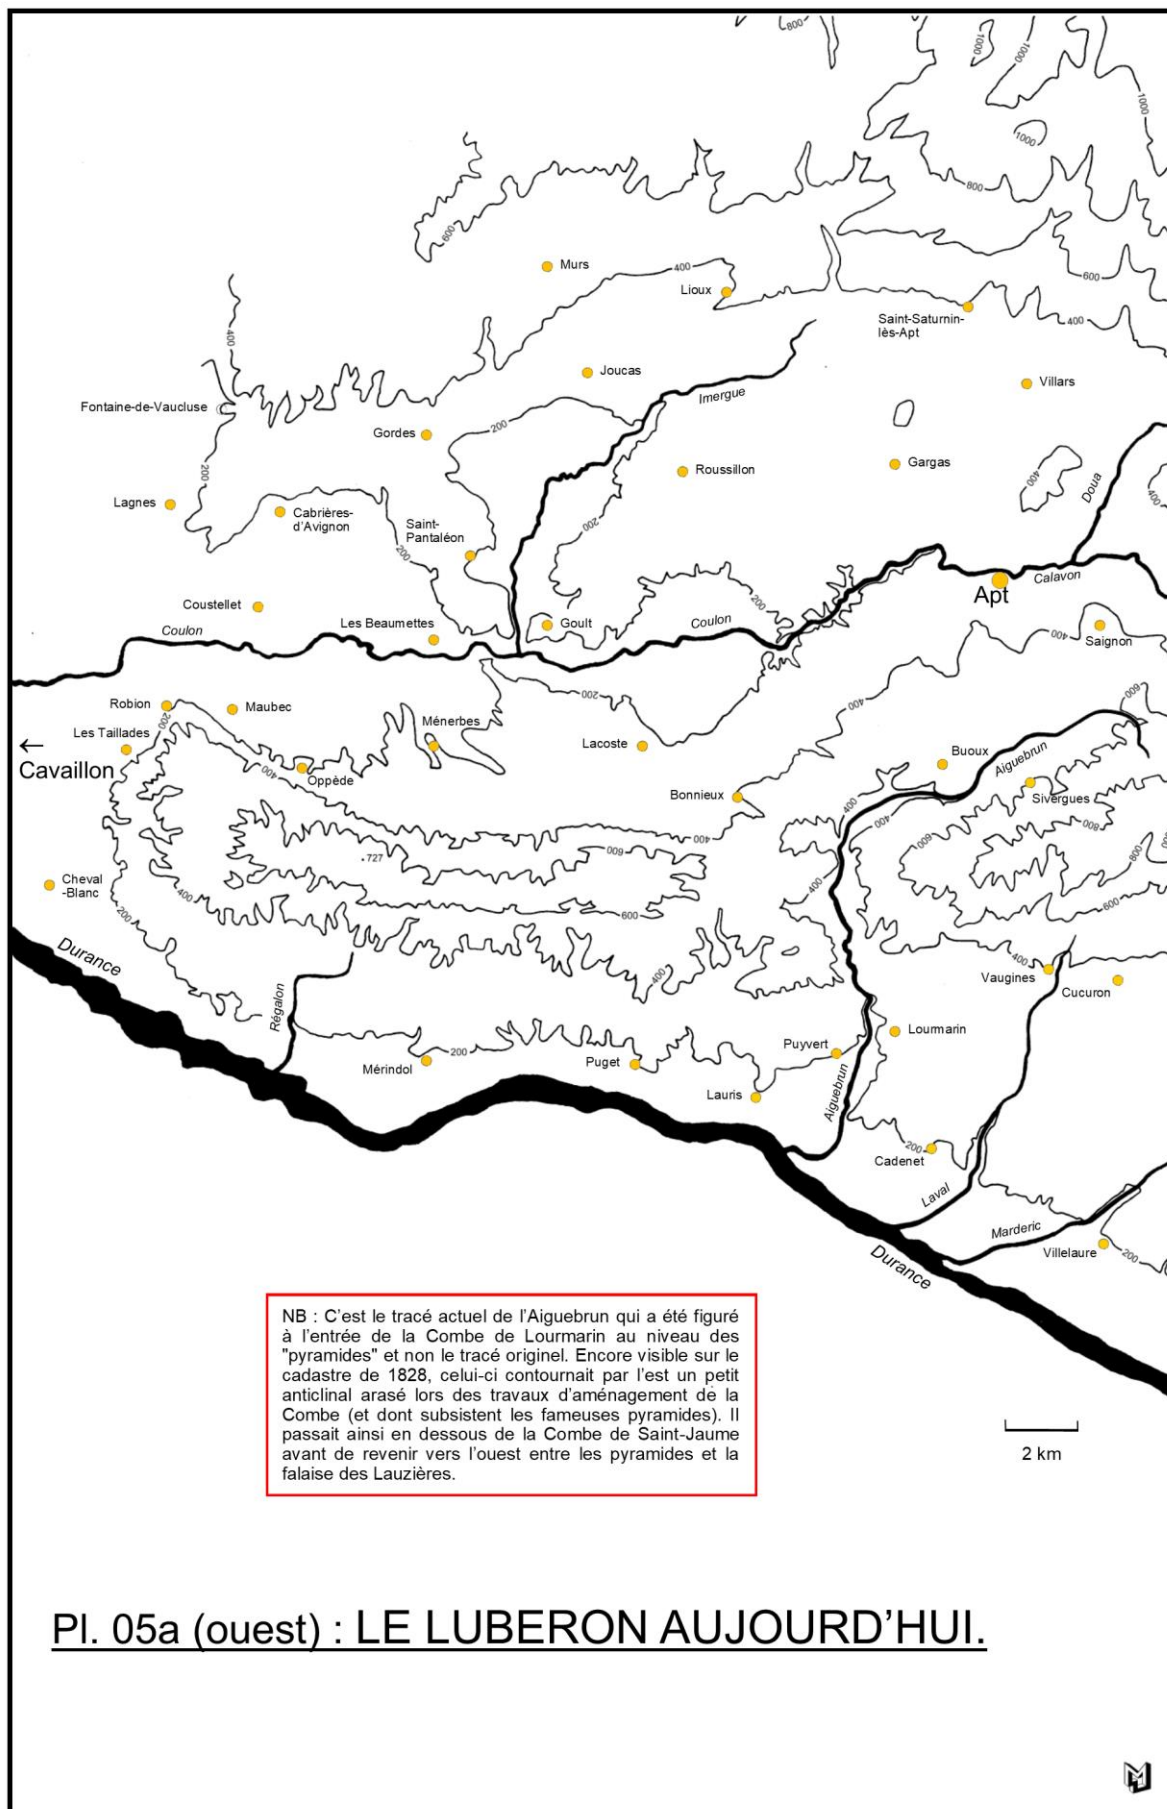 800
1000
1000
1000
1000
800
600
600
400
400
400
Murs
Lioux
Saint-Saturnin-
lès-Apt
Joucas
Villars
Imergue
Fontaine-de-Vaucluse
Gordes
200
Roussillon
Gargas
200
400
Doua
400
Lagnes
Cabrières-
d'Avignon
Saint-
Pantaléon
200
200
200
Calavon
Apt
Coustellet
Coulon
Les Beaumettes
Goult
Coulon
Saignon
400
600
Robion
200
Maubec
Ménerbes
200
400
Les Taillades
←
Cavaillon
Oppède
400
Lacoste
Buoux
Aiguebrun
Bonnieux
Sivergues
400
400
400
800
600
800
600
727
400
400
600
600
Cheval
-Blanc
200
Durance
400
400
Vaugines
Cucuron
Régalon
Lourmarin
200
Mérindol
Puget
Puyvert
Lauris
Aiguebrun
200
Cadenet
Laval
Marderic
Villelaure
200
Durance
NB : C'est le tracé actuel de l'Aiguebrun qui a été figuré
à l'entrée de la Combe de Lourmarin au niveau des
"pyramides" et non le tracé originel. Encore visible sur le
cadastre de 1828, celui-ci contournait par l'est un petit
anticlinal arasé lors des travaux d'aménagement de la
Combe (et dont subsistent les fameuses pyramides). Il
passait ainsi en dessous de la Combe de Saint-Jaume
avant de revenir vers l'ouest entre les pyramides et la
falaise des Lauzières.
2 km
Pl. 05a (ouest) : LE LUBERON AUJOURD'HUI.